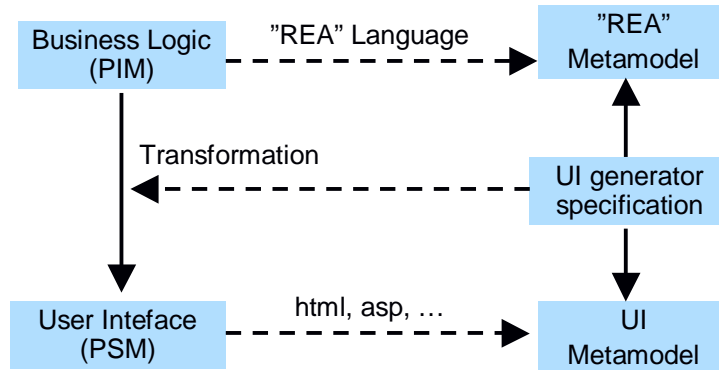 Business Logic
(PIM)
”REA” Language
”REA”
Metamodel
Transformation
UI generator
specification
User Inteface
(PSM)
html, asp, …
UI
Metamodel